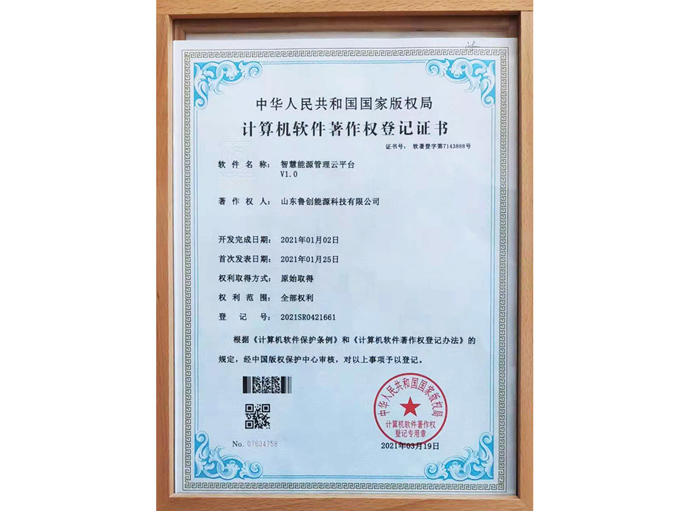 中华人民共和国国家版权局
计算机软件著作权登记证书
证书号： 软著登字第7143888号
软件名称： 智慧能源管理云平台
V1.0
著作权人： 山东鲁创能源科技有限公司
开发完成日期： 2021年01月02日
首次发表日期： 2021年01月25日
权利取得方式： 原始取得
权利范围： 全部权利
登记号： 2021SR0421661
根据《计算机软件保护条例》和《计算机软件著作权登记办法》的
规定，经中国版权保护中心审核，对以上事项予以登记。
中华人民共和国国家版权局
计算机软件著作权
登记专用章
No. 07604758
2021年03月19日